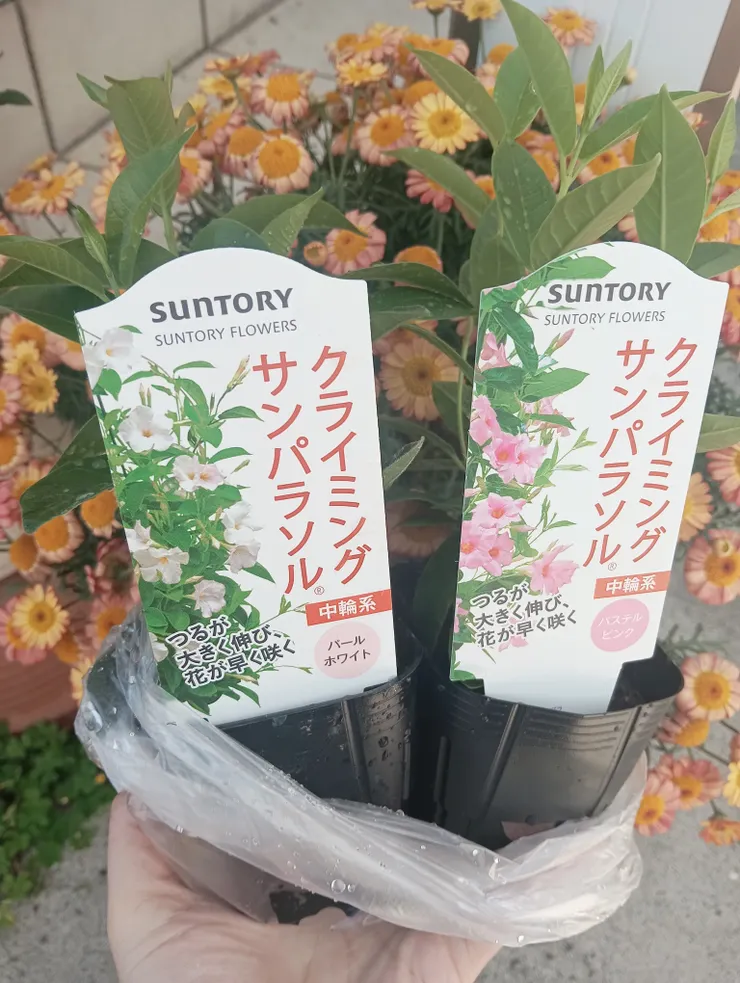 SUNTORY
SUNTORY FLOWERS
クライミング
サンパラソル®
中輪系
パール
ホワイト
つるが
大きく伸び、
花が早く咲く
SUNTORY
SUNTORY FLOWERS
クライミング
サンパラソル®
中輪系
パステル
ピンク
つるが
大きく伸び、
花が早く咲く